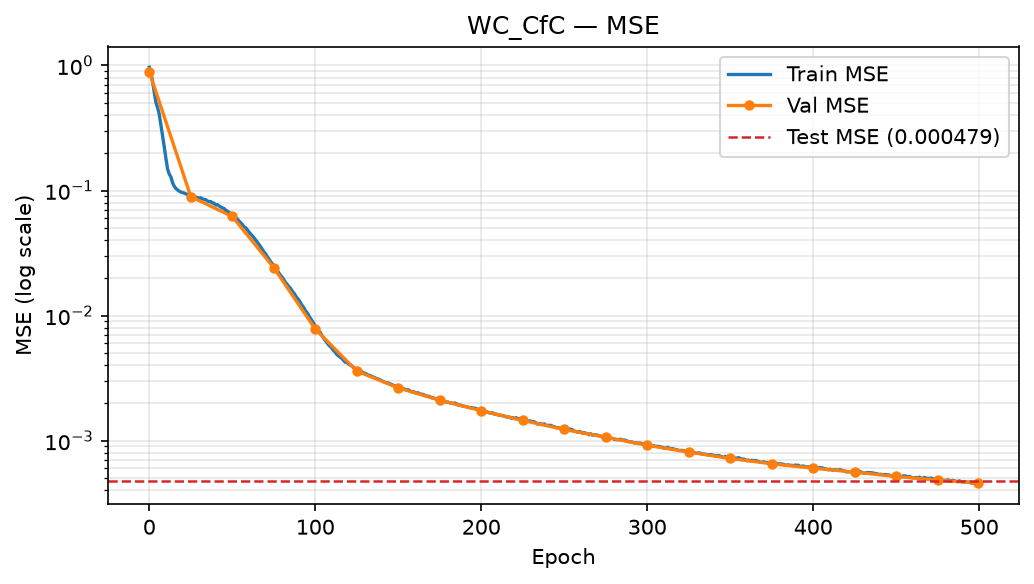 WC_CfC — MSE
Train MSE
Val MSE
Test MSE (0.000479)
MSE (log scale)
10⁰
10⁻¹
10⁻²
10⁻³
0 100 200 300 400 500
Epoch